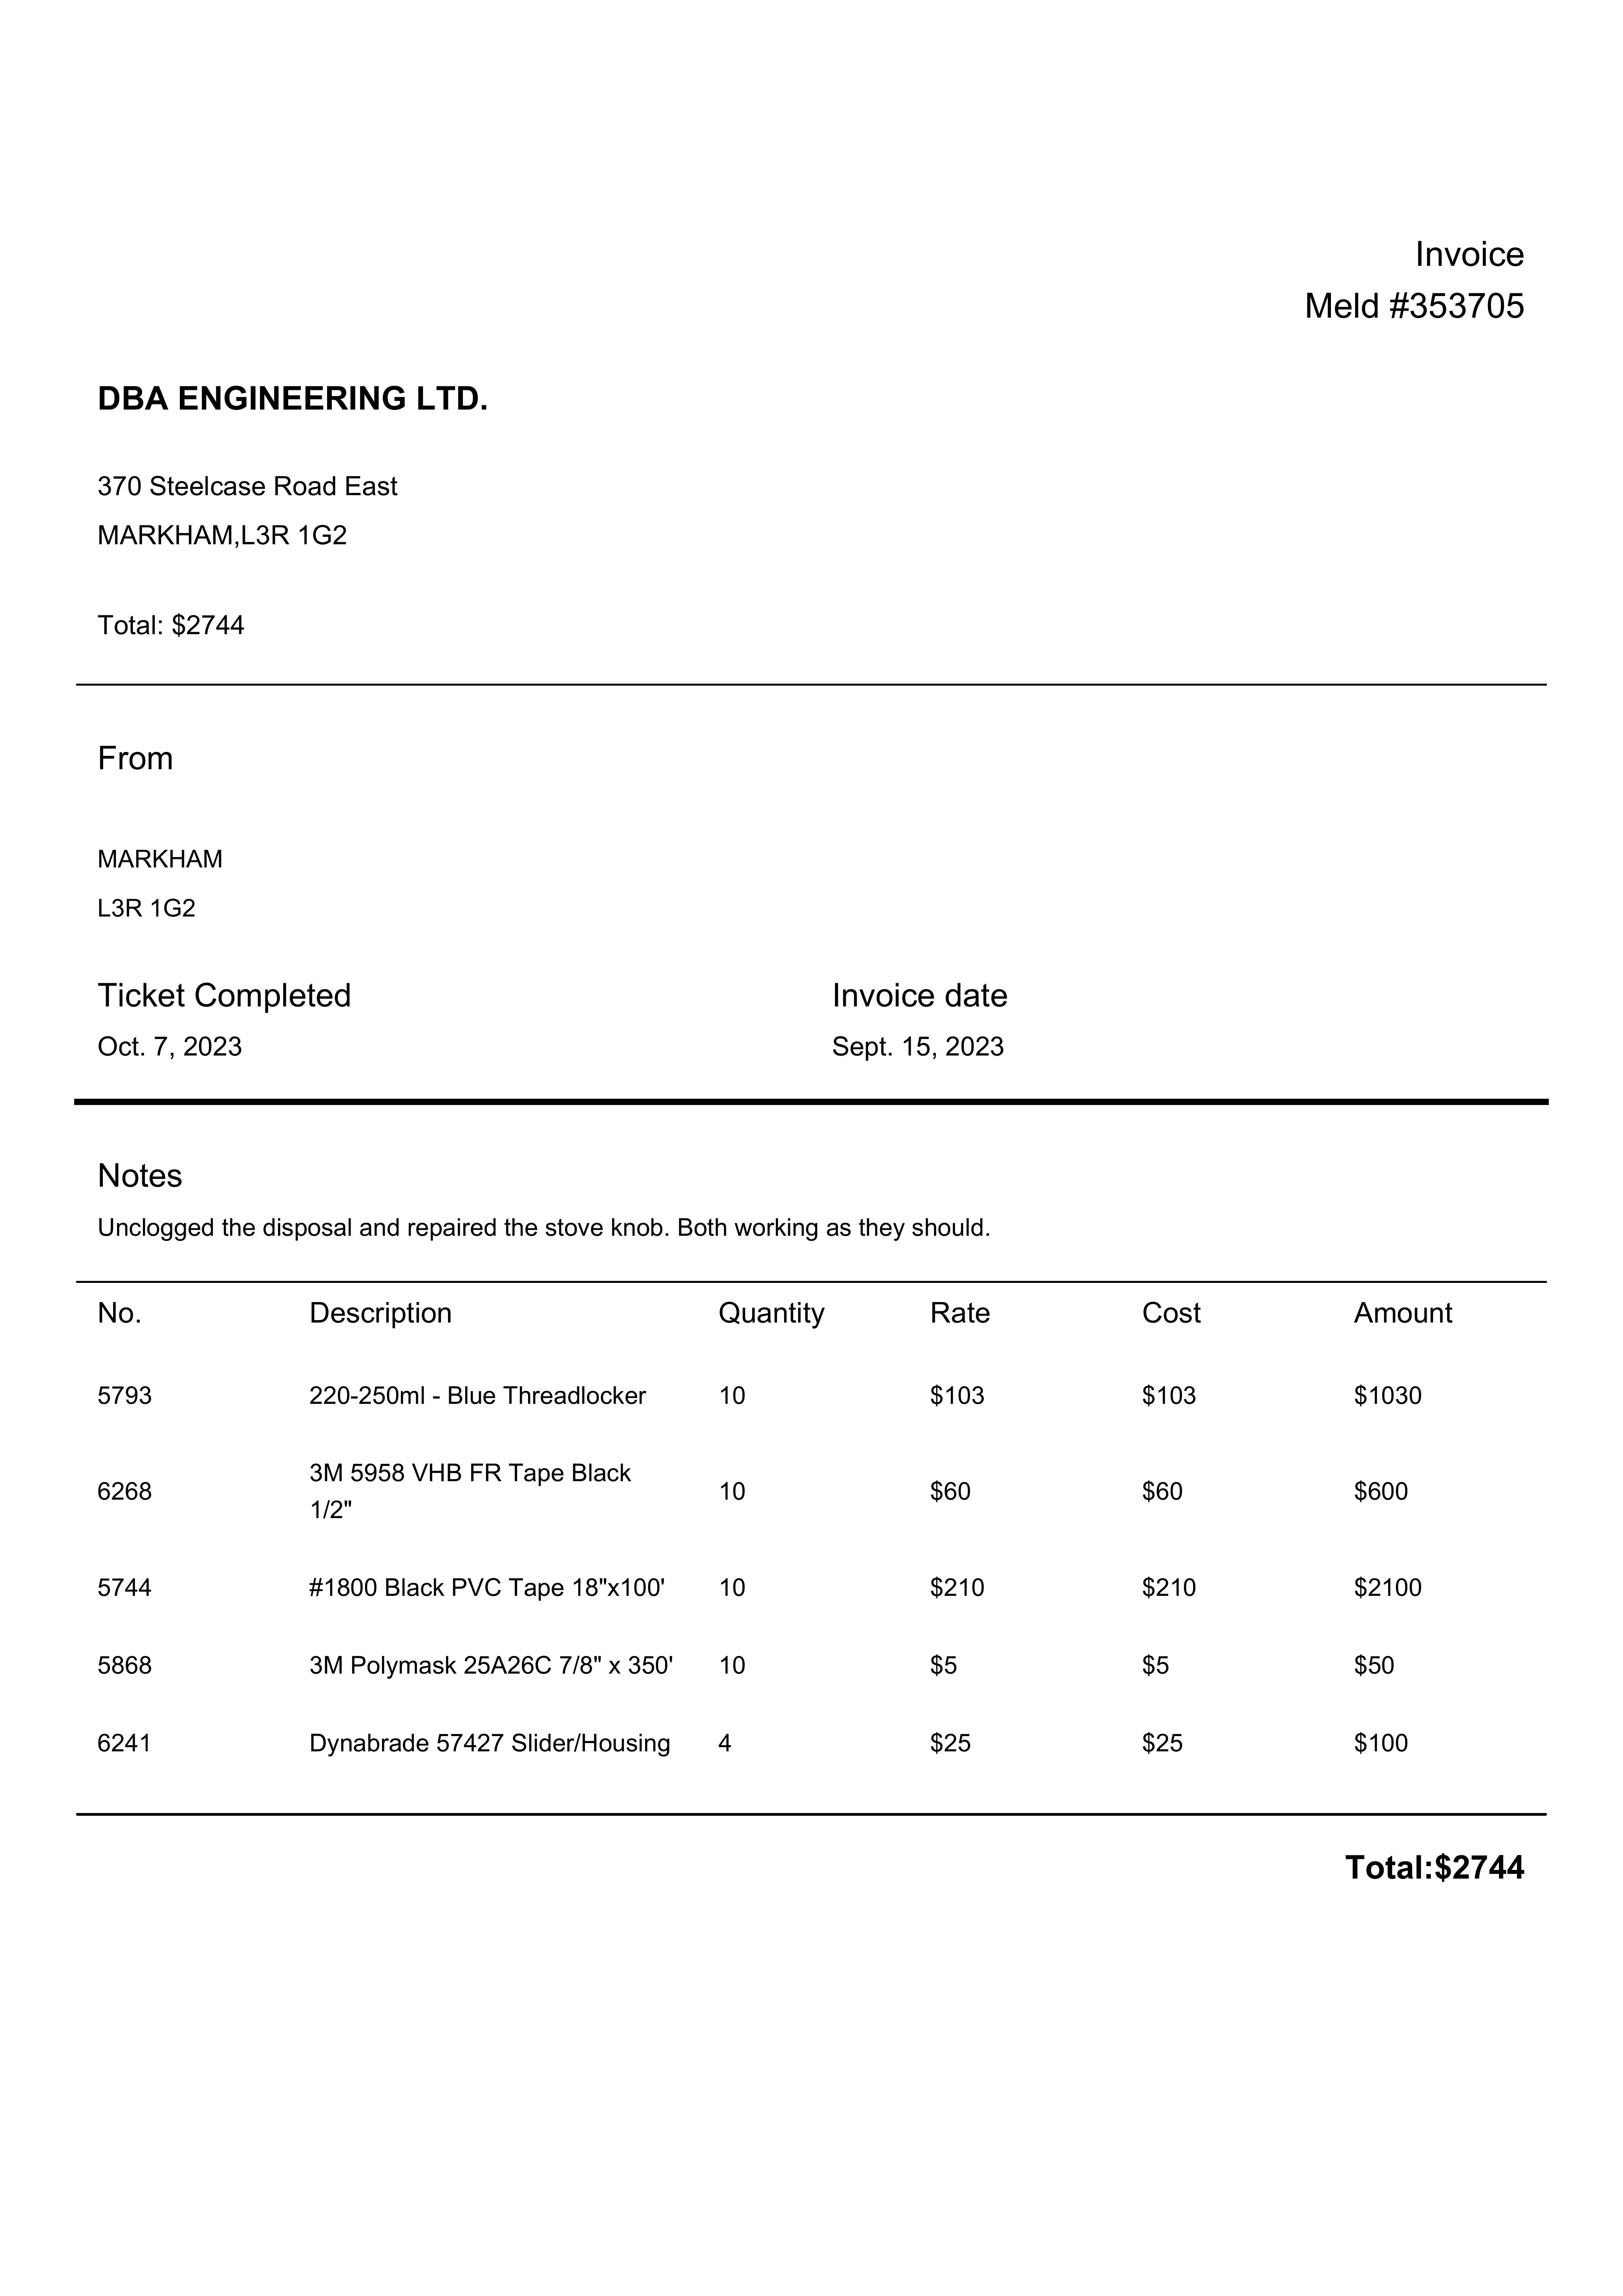 Invoice
Meld #353705
DBA ENGINEERING LTD.
370 Steelcase Road East
MARKHAM,L3R 1G2
Total: $2744
From
MARKHAM
L3R 1G2
Ticket Completed Invoice date
Oct. 7, 2023 Sept. 15, 2023
Notes
Unclogged the disposal and repaired the stove knob. Both working as they should.
No. Description Quantity Rate Cost Amount
5793 220-250ml - Blue Threadlocker 10 $103 $103 $1030
3M 5958 VHB FR Tape Black
6268 10 $60 $60 $600
1/2"
5744 #1800 Black PVC Tape 18"x100' 10 $210 $210 $2100
5868 3M Polymask 25A26C 7/8" x 350' 10 $5 $5 $50
6241 Dynabrade 57427 Slider/Housing 4 $25 $25 $100
Total:$2744